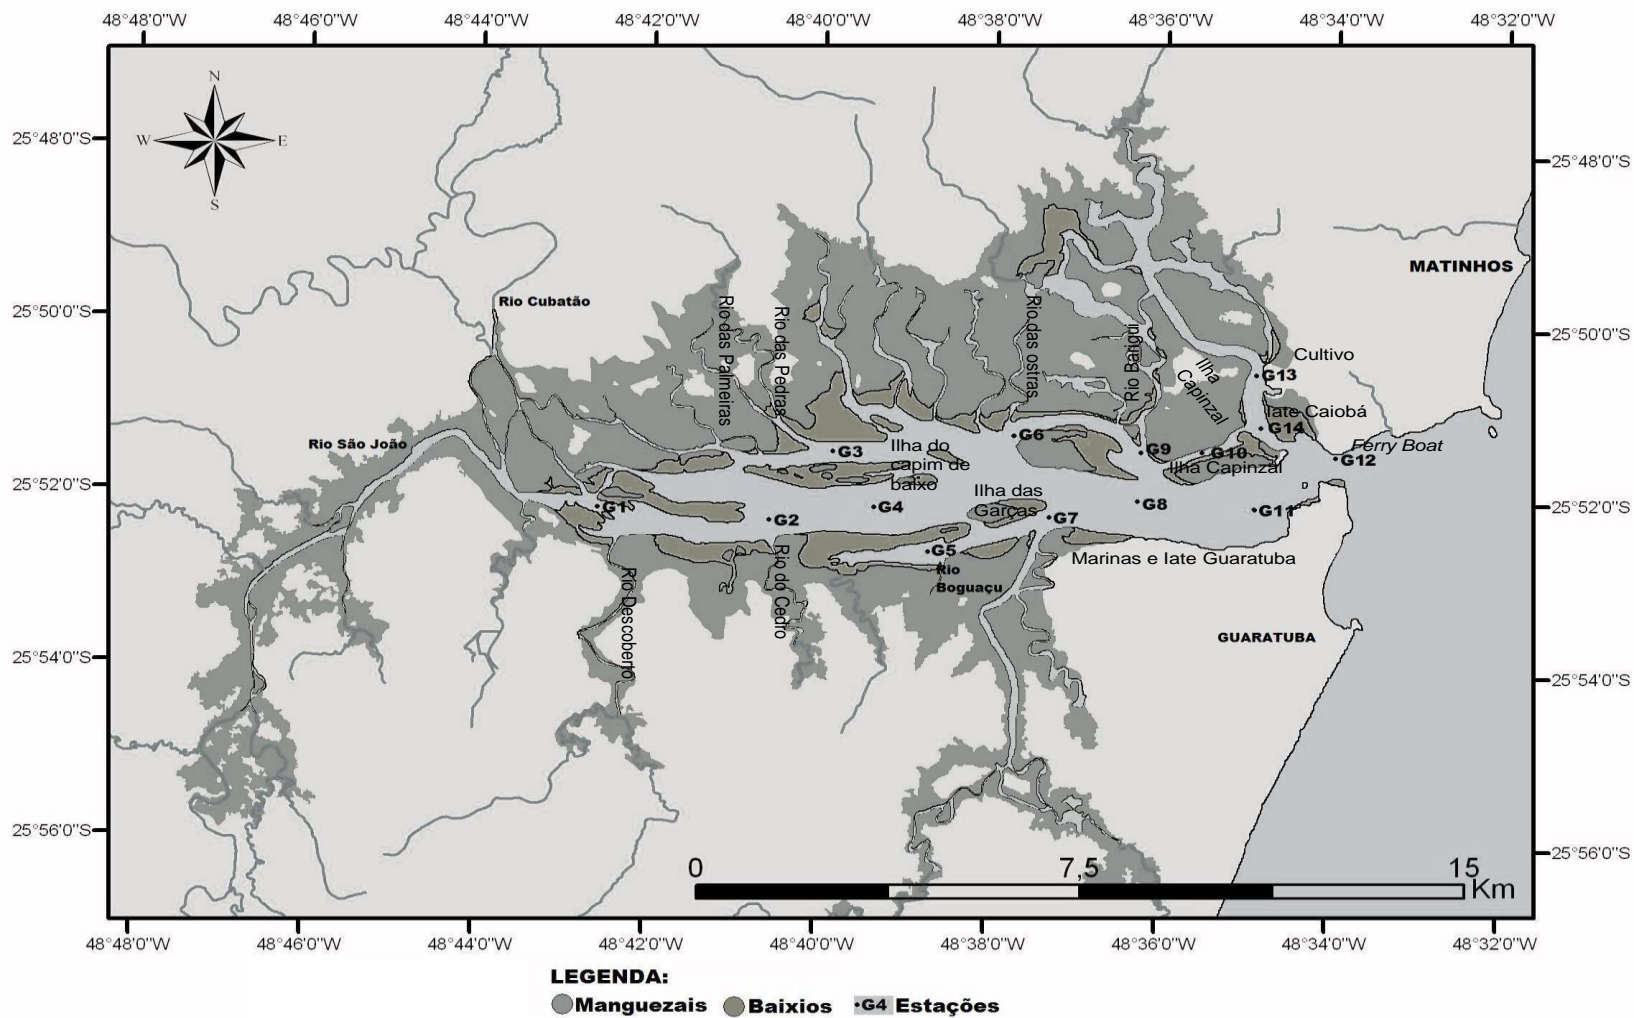 48°48'0"W 48°46'0"W 48°44'0"W 48°42'0"W 48°40'0"W 48°38'0"W 48°36'0"W 48°34'0"W 48°32'0"W
N
W E
S
25°48'0"S
25°48'0"S
MATINHOS
25°50'0"S
25°50'0"S
Rio Cubatão
Rio das Palmeiras
Rio das Pedras
Rio das ostras
Rio Barigui
Ilha
Capinzal
Cultivo
G13
Iate Caiobá
G14
Ferry Boat
G12
Rio São João
G3
Ilha do
capim de
baixo
G6
G9
G10
Ilha Capinzal
25°52'0"S
25°52'0"S
G1
G2
G4
Ilha das
Garças
G7
G8
G11
G5
Rio
Boguaçu
Marinas e Iate Guaratuba
Rio Descoberto
Rio do Cedro
GUARATUBA
25°54'0"S
25°54'0"S
25°56'0"S
25°56'0"S
0 7,5 15
Km
48°48'0"W 48°46'0"W 48°44'0"W 48°42'0"W 48°40'0"W 48°38'0"W 48°36'0"W 48°34'0"W 48°32'0"W
LEGENDA:
Manguezais Baixios G4 Estações